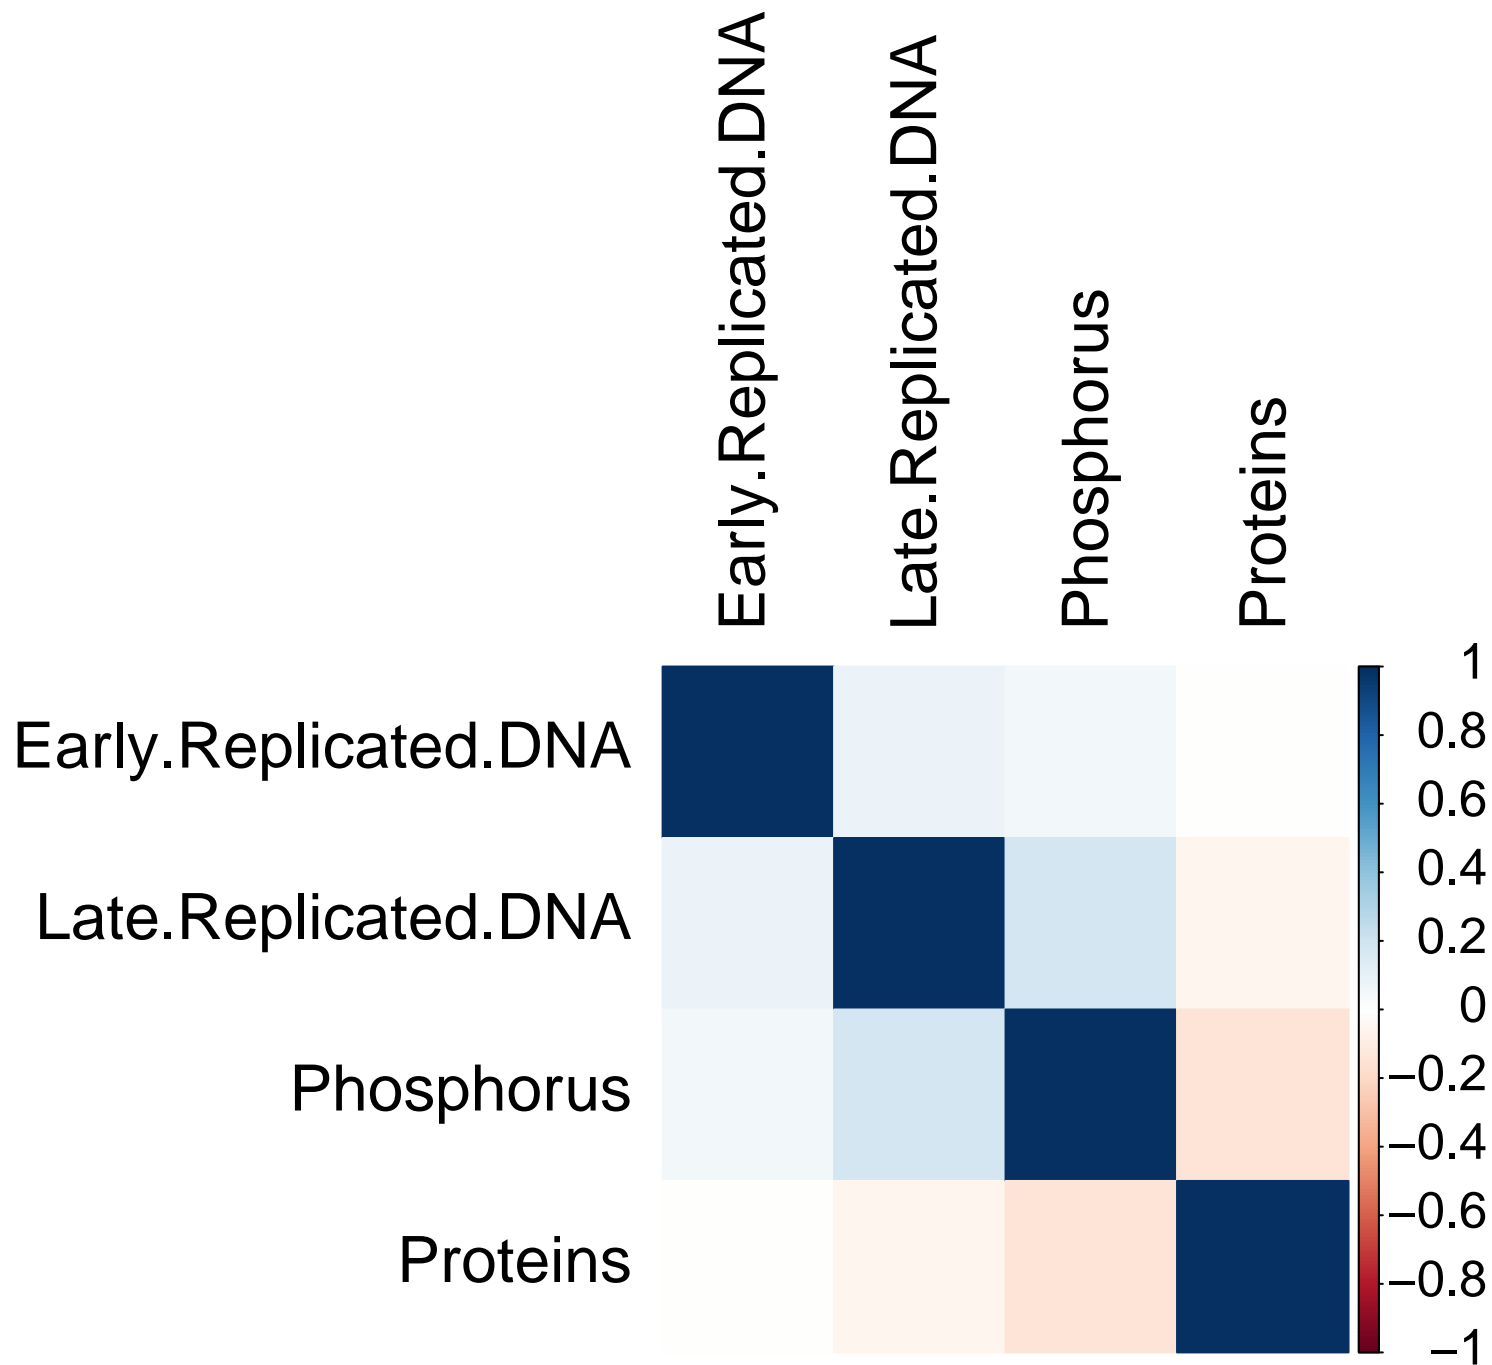 Early.Replicated.DNA
Late.Replicated.DNA
Phosphorus
Proteins
Early.Replicated.DNA
Late.Replicated.DNA
Phosphorus
Proteins
1
0.8
0.6
0.4
0.2
0
−0.2
−0.4
−0.6
−0.8
−1